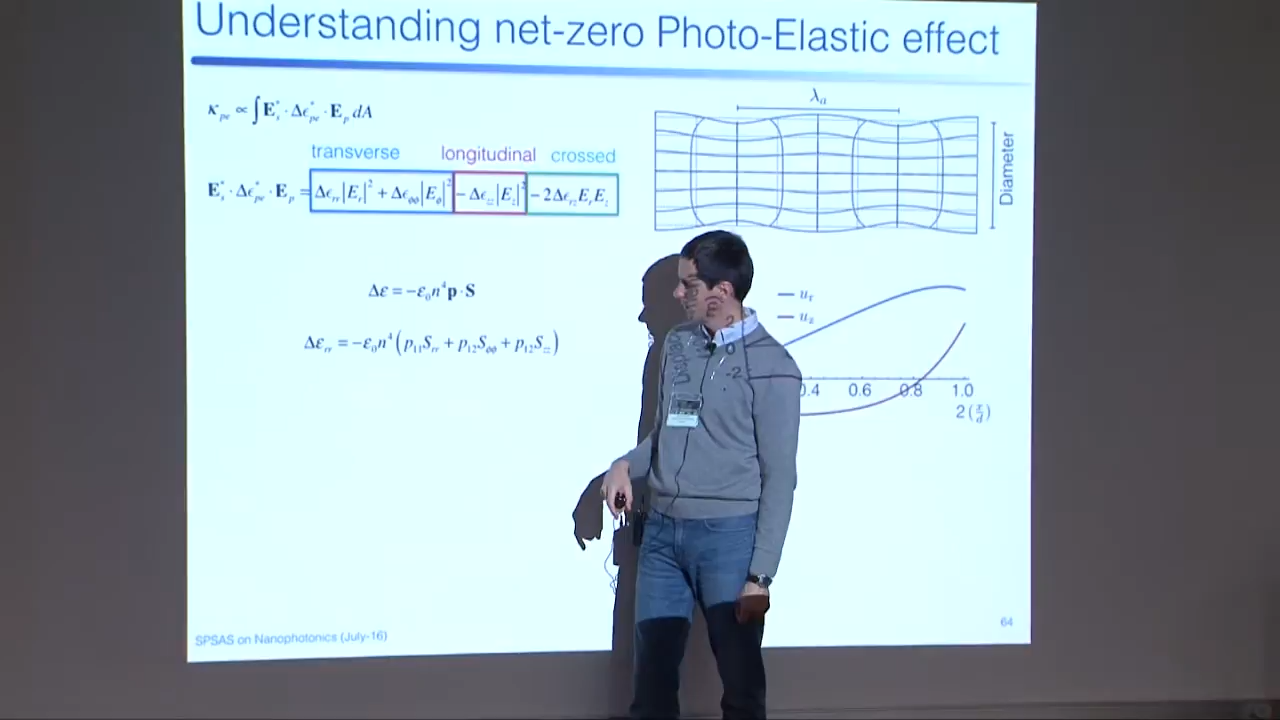 Understanding net-zero Photo-Elastic effect
κ_pe ∝ ∫ E_s* · Δϵ_pe* · E_p dA
transverse longitudinal crossed
E_s* · Δϵ_pe* · E_p = Δϵ_rr|E_r|² + Δϵ_φφ|E_φ|² − Δϵ_zz|E_z|² − 2Δϵ_rz E_r E_z
Δε = −ε₀n⁴p · S
Δε_rr = −ε₀n⁴(p₁₁S_rr + p₁₂S_φφ + p₁₂S_zz)
λ_a
Diameter
u_r
u_z
2
0
-2
0.4 0.6 0.8 1.0
SPSAS on Nanophotonics (July-16)
64